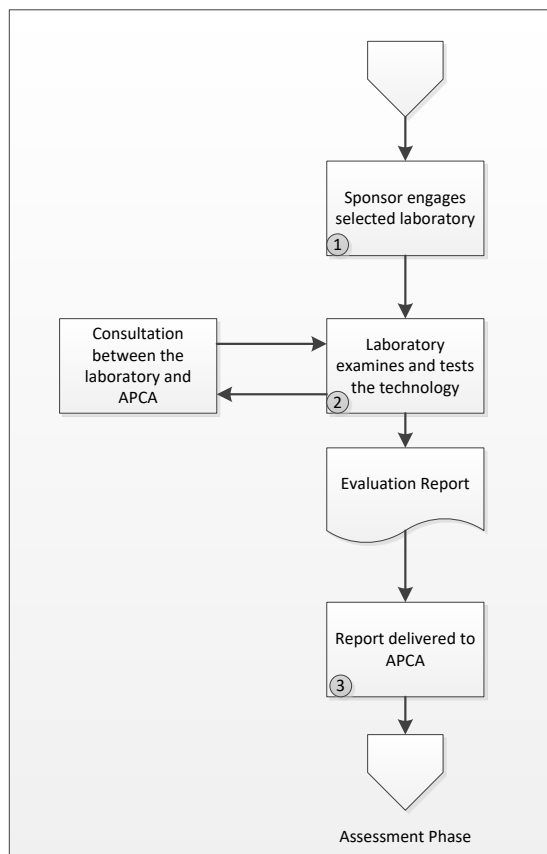 Sponsor engages
selected laboratory
1
Consultation
between the
laboratory and
APCA
Laboratory
examines and tests
the technology
2
Evaluation Report
Report delivered to
APCA
3
Assessment Phase